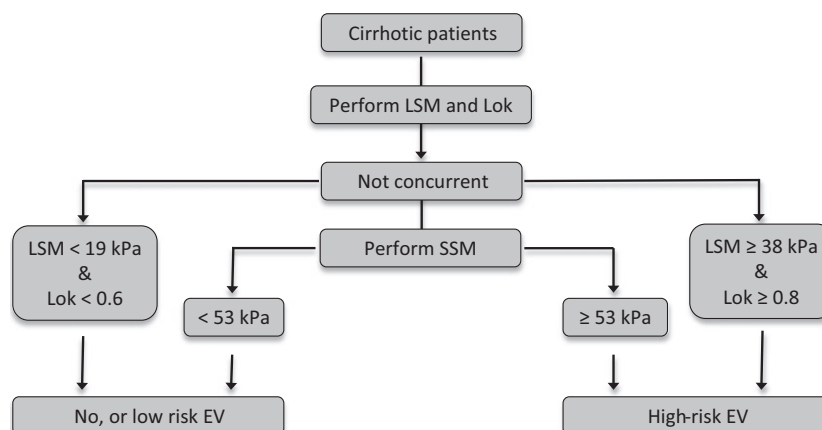 Cirrhotic patients
Perform LSM and Lok
Not concurrent
LSM < 19 kPa
&
Lok < 0.6
Perform SSM
LSM ≥ 38 kPa
&
Lok ≥ 0.8
< 53 kPa
≥ 53 kPa
No, or low risk EV
High-risk EV